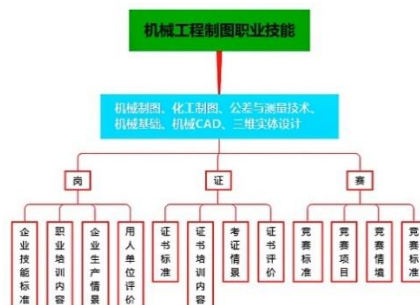 机械工程制图职业技能
机械制图、化工制图、公差与测量技术、
机械基础、机械CAD、三维实体设计
岗
证
赛
企业技能标准
职业培训内容
企业生产情景
用人单位评价
证书标准
证书培训内容
考证情景
证书评价
竞赛标准
竞赛项目
竞赛情境
竞赛标准